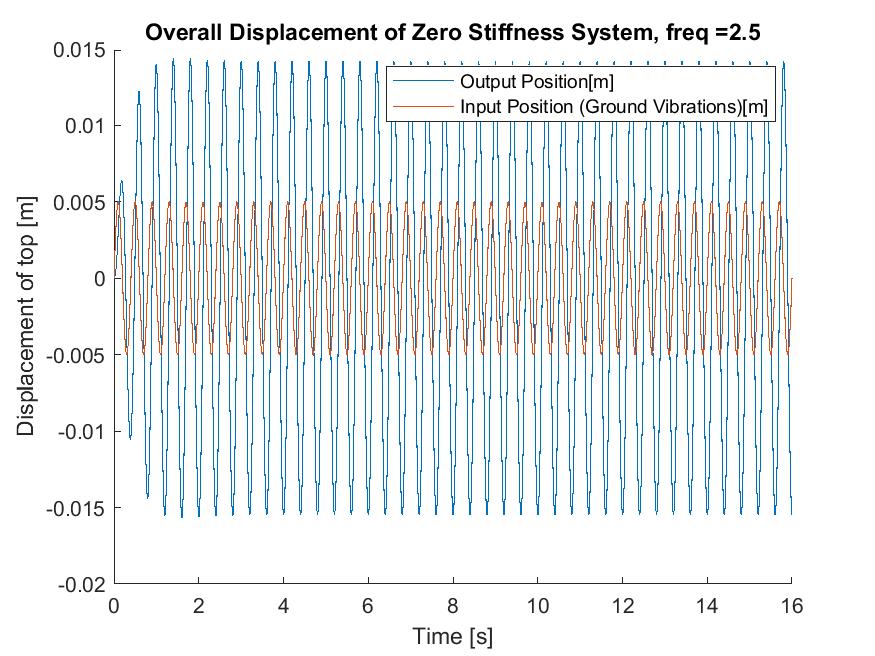 Overall Displacement of Zero Stiffness System, freq =2.5
Output Position[m]
Input Position (Ground Vibrations)[m]
Displacement of top [m]
0.015
0.01
0.005
0
-0.005
-0.01
-0.015
-0.02
0 2 4 6 8 10 12 14 16
Time [s]